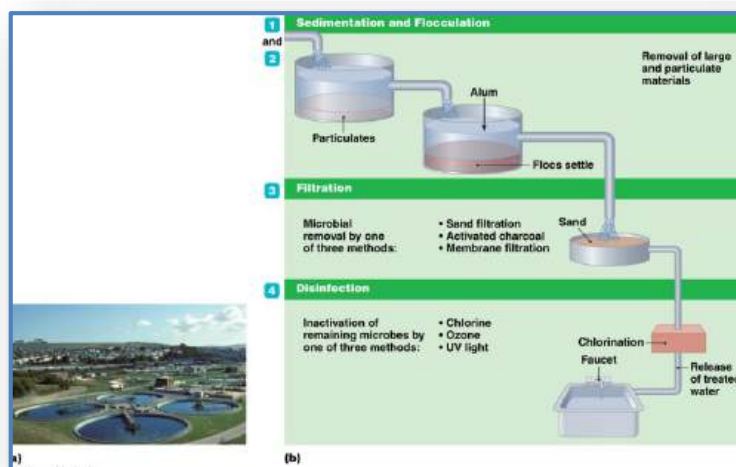 1 Sedimentation and Flocculation
and
2
Removal of large
and particulate
materials
Alum
Particulates
Flocs settle
3 Filtration
Microbial
removal by one
of three methods:
• Sand filtration
• Activated charcoal
• Membrane filtration
Sand
4 Disinfection
Inactivation of
remaining microbes by
one of three methods:
• Chlorine
• Ozone
• UV light
Chlorination
Faucet
Release
of treated
water
(a)
(b)